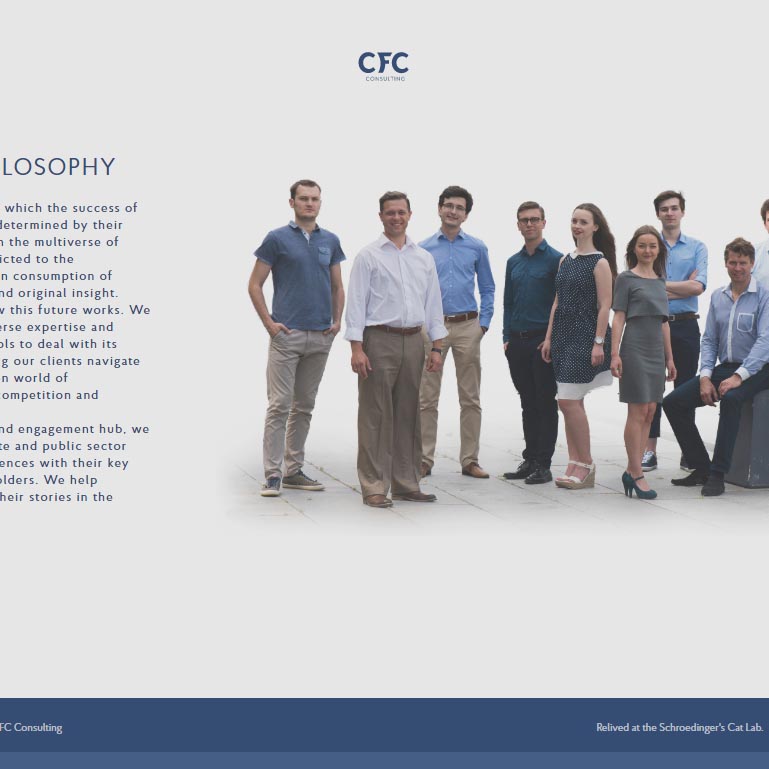 CFC
CONSULTING
LOSOPHY
which the success of
determined by their
the multiverse of
icted to the
consumption of
nd original insight.
this future works. We
erse expertise and
ols to deal with its
g our clients navigate
n world of
ompetition and
nd engagement hub, we
te and public sector
ences with their key
olders. We help
heir stories in the
FC Consulting
Relived at the Schroedinger's Cat Lab.